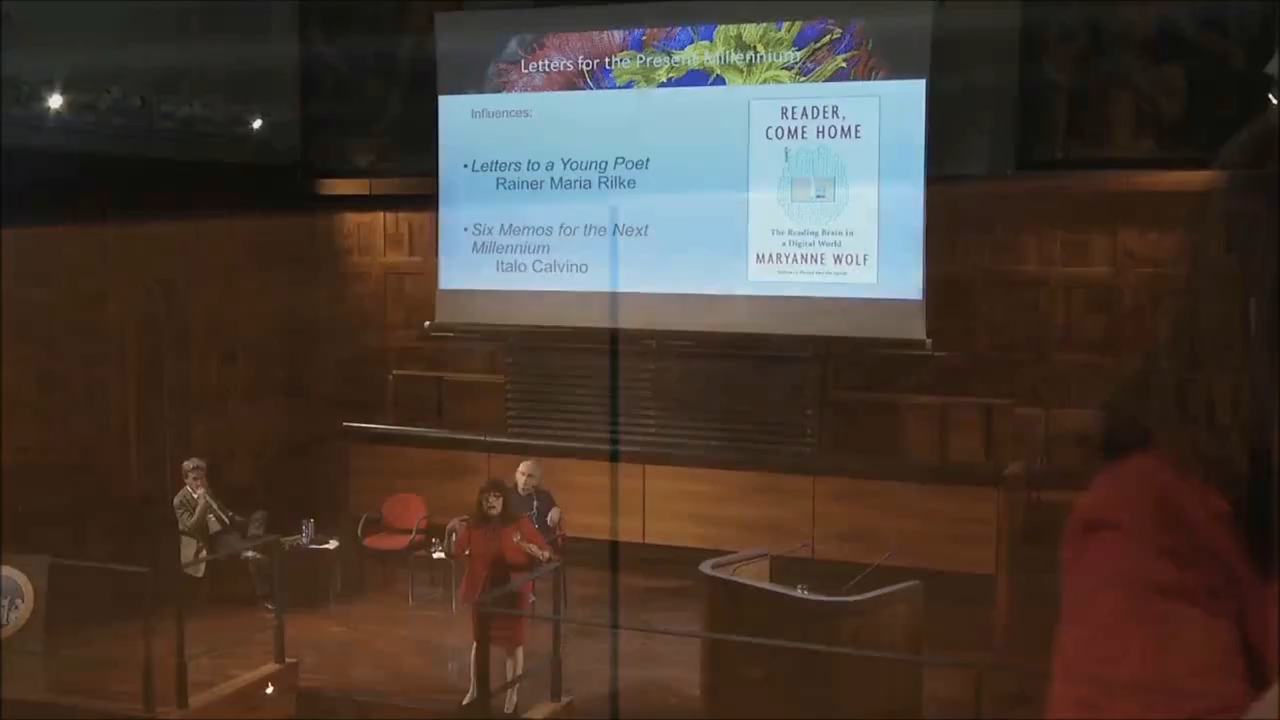 Letters for the Present Millennium
Influences:
• Letters to a Young Poet
Rainer Maria Rilke
• Six Memos for the Next
Millennium
Italo Calvino
READER,
COME HOME
The Reading Brain in
a Digital World
MARYANNE WOLF